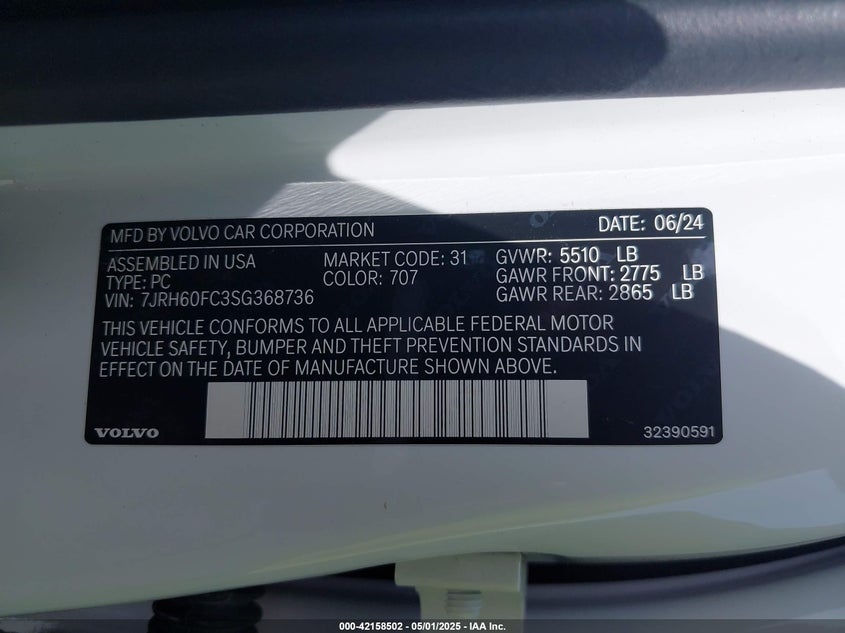 MFD BY VOLVO CAR CORPORATION DATE: 06/24
ASSEMBLED IN USA MARKET CODE: 31 GVWR: 5510 LB
TYPE: PC COLOR: 707 GAWR FRONT: 2775 LB
VIN: 7JRH60FC3SG368736 GAWR REAR: 2865 LB
THIS VEHICLE CONFORMS TO ALL APPLICABLE FEDERAL MOTOR
VEHICLE SAFETY, BUMPER AND THEFT PREVENTION STANDARDS IN
EFFECT ON THE DATE OF MANUFACTURE SHOWN ABOVE.
VOLVO 32390591
000-42158502 - 05/01/2025 - IAA Inc.